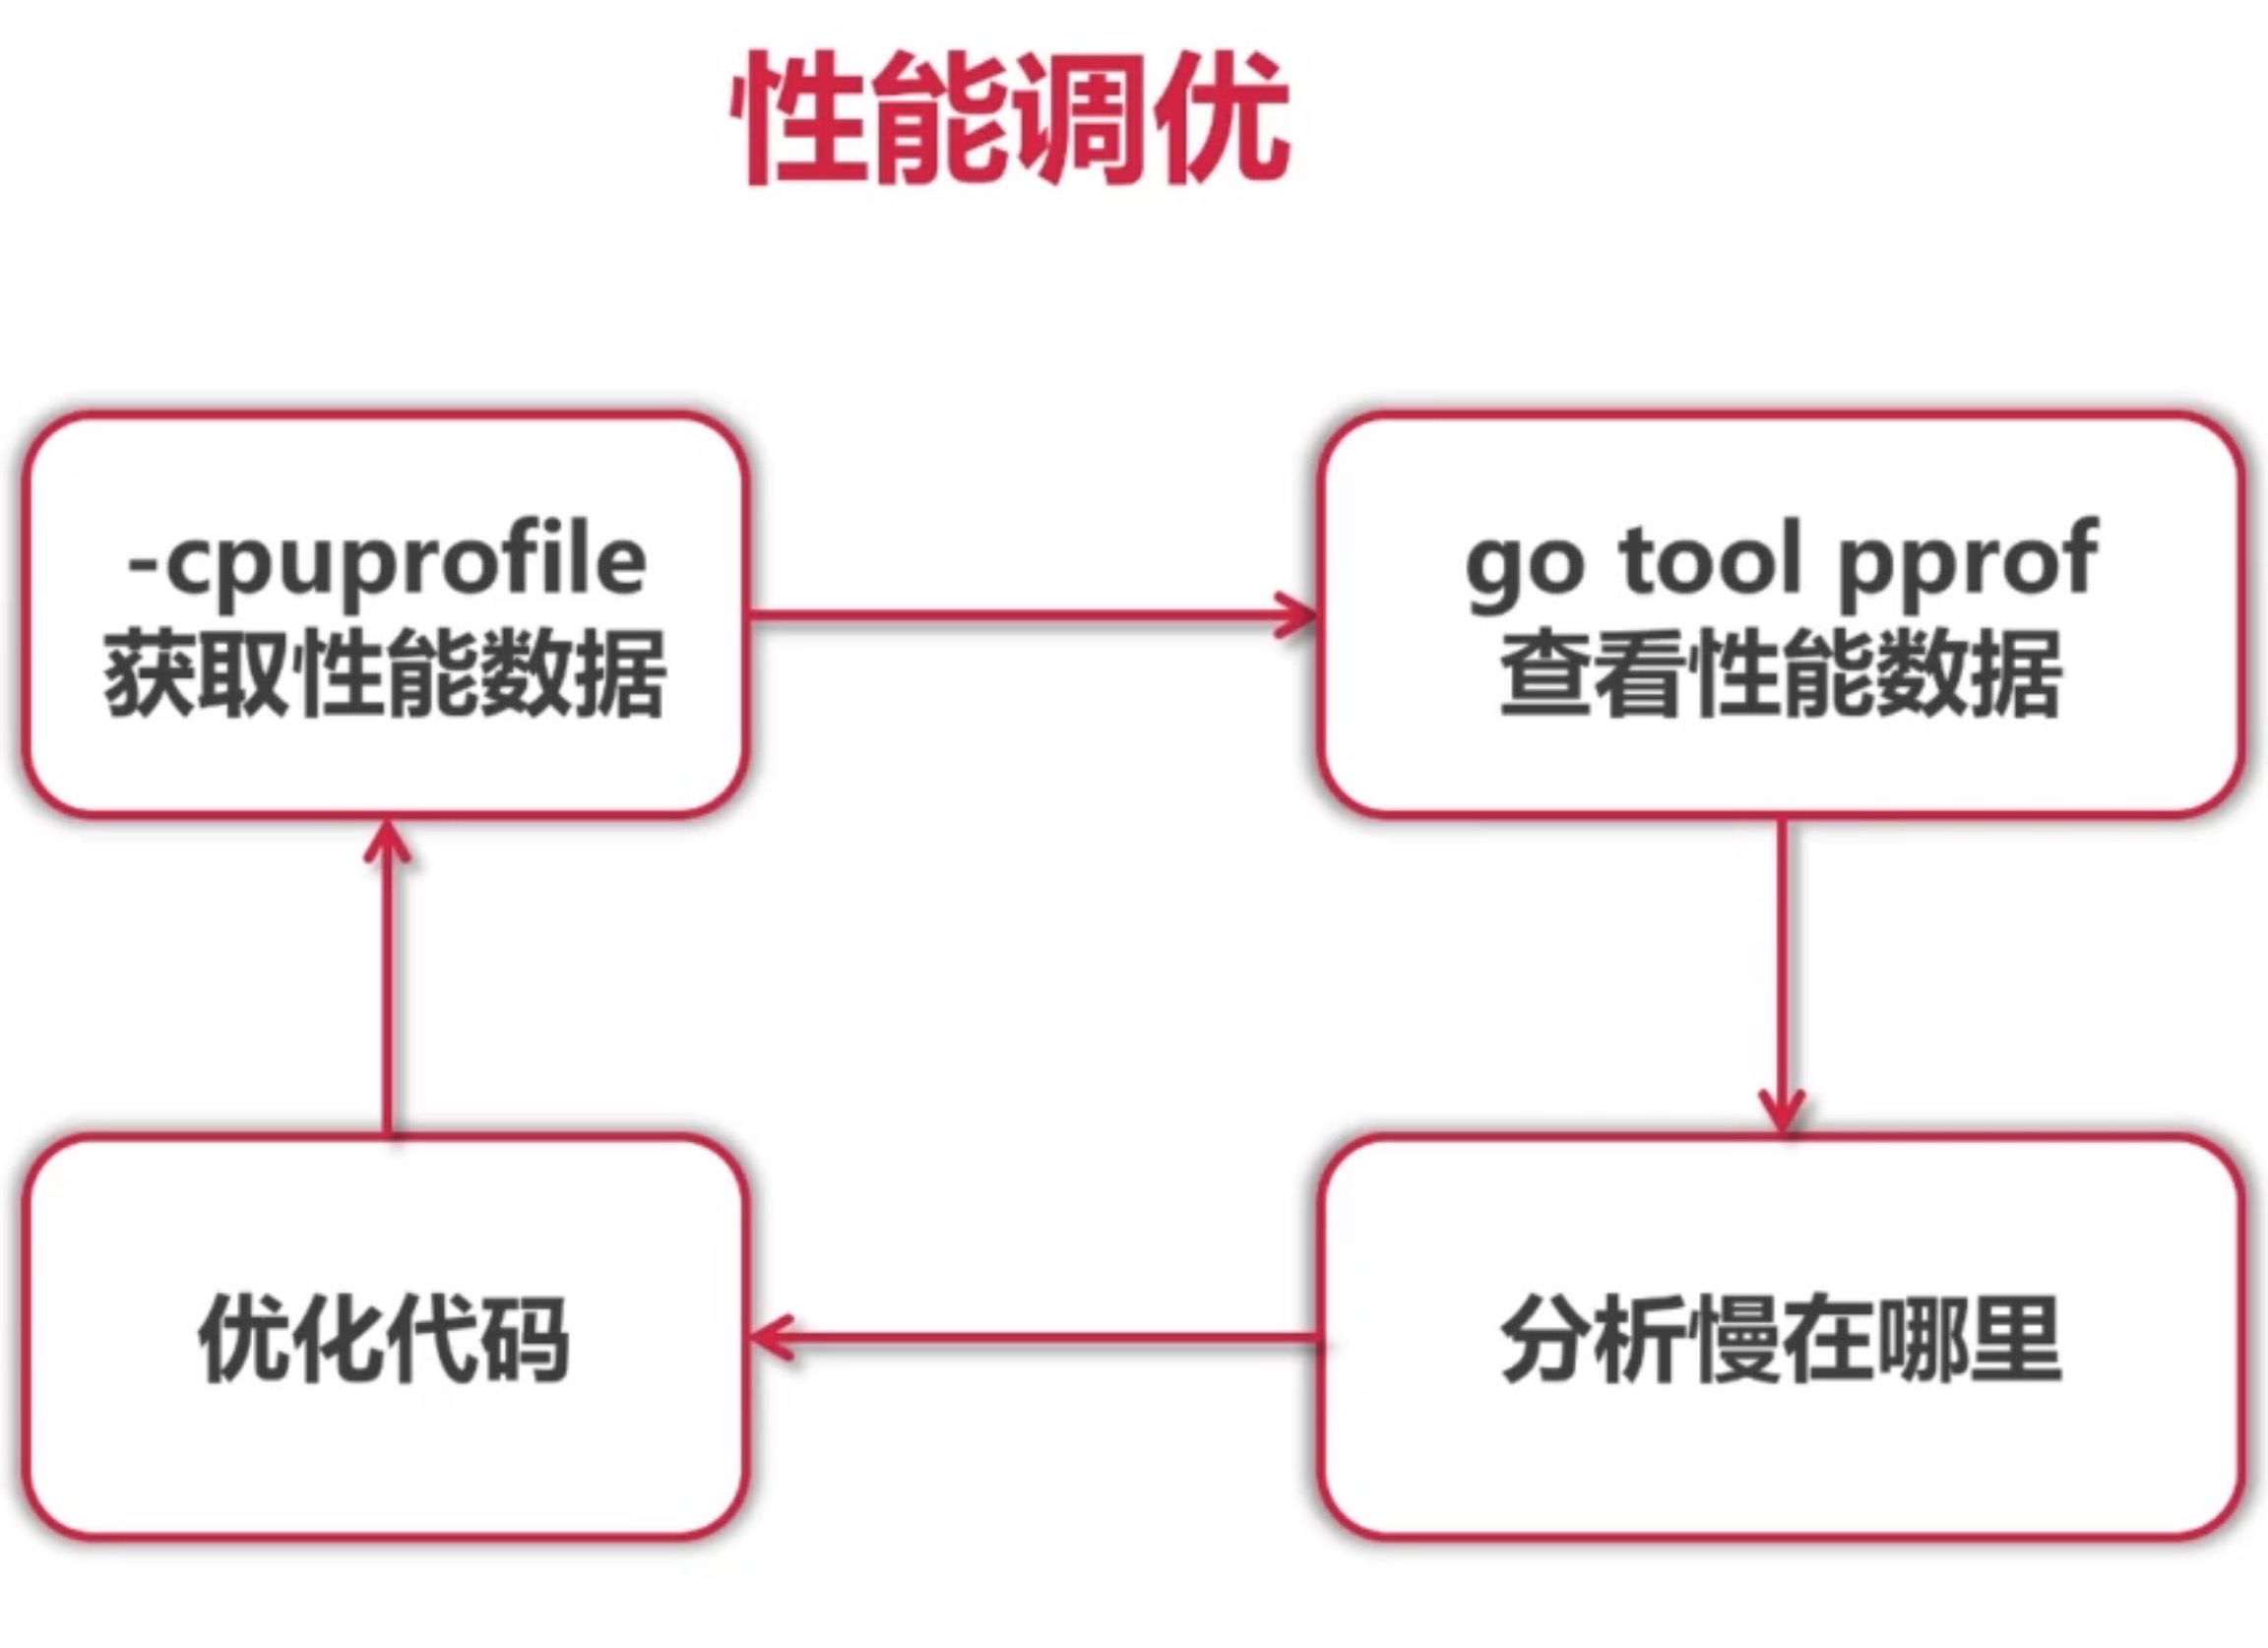 性能调优
-cpuprofile
获取性能数据
go tool pprof
查看性能数据
优化代码
分析慢在哪里